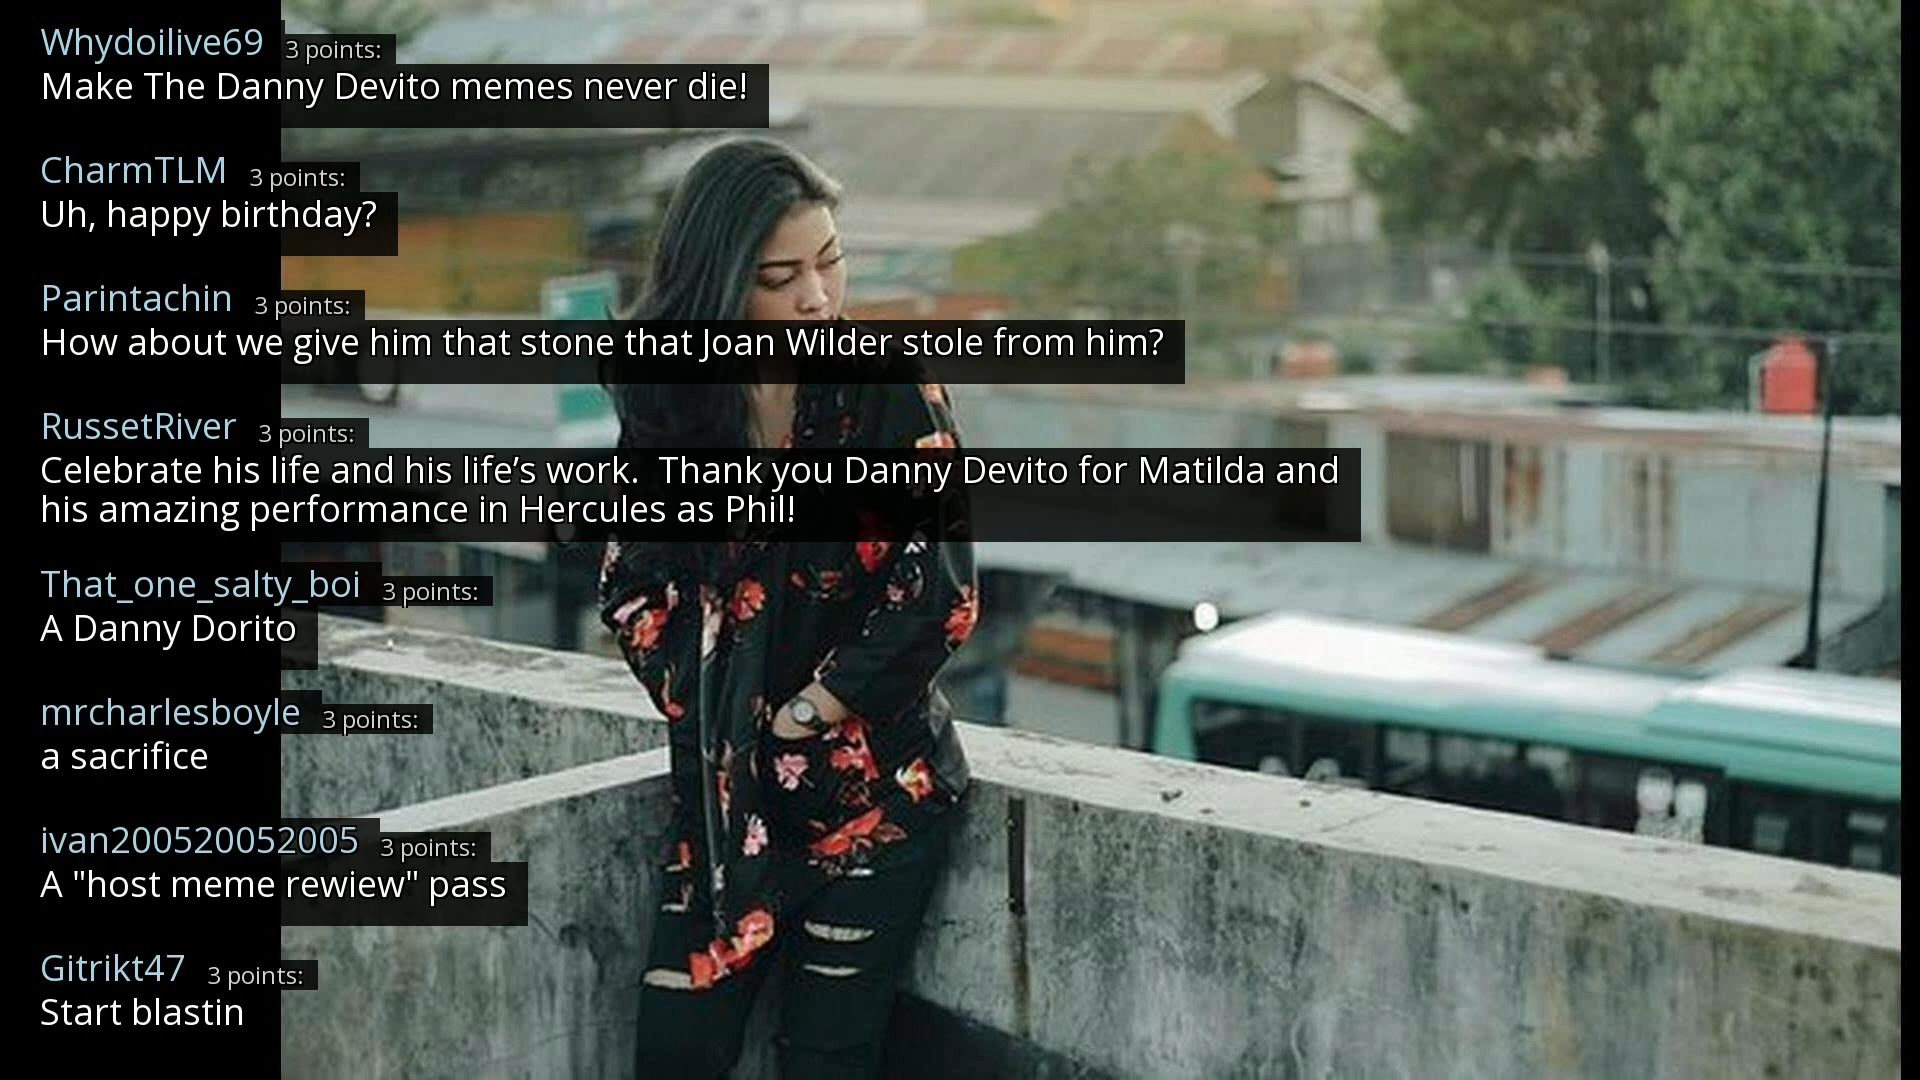 Whydoilive69 3 points:
Make The Danny Devito memes never die!
CharmTLM 3 points:
Uh, happy birthday?
Parintachin 3 points:
How about we give him that stone that Joan Wilder stole from him?
RussetRiver 3 points:
Celebrate his life and his life’s work.  Thank you Danny Devito for Matilda and
his amazing performance in Hercules as Phil!
That_one_salty_boi 3 points:
A Danny Dorito
mrcharlesboyle 3 points:
a sacrifice
ivan200520052005 3 points:
A "host meme rewiew" pass
Gitrikt47 3 points:
Start blastin